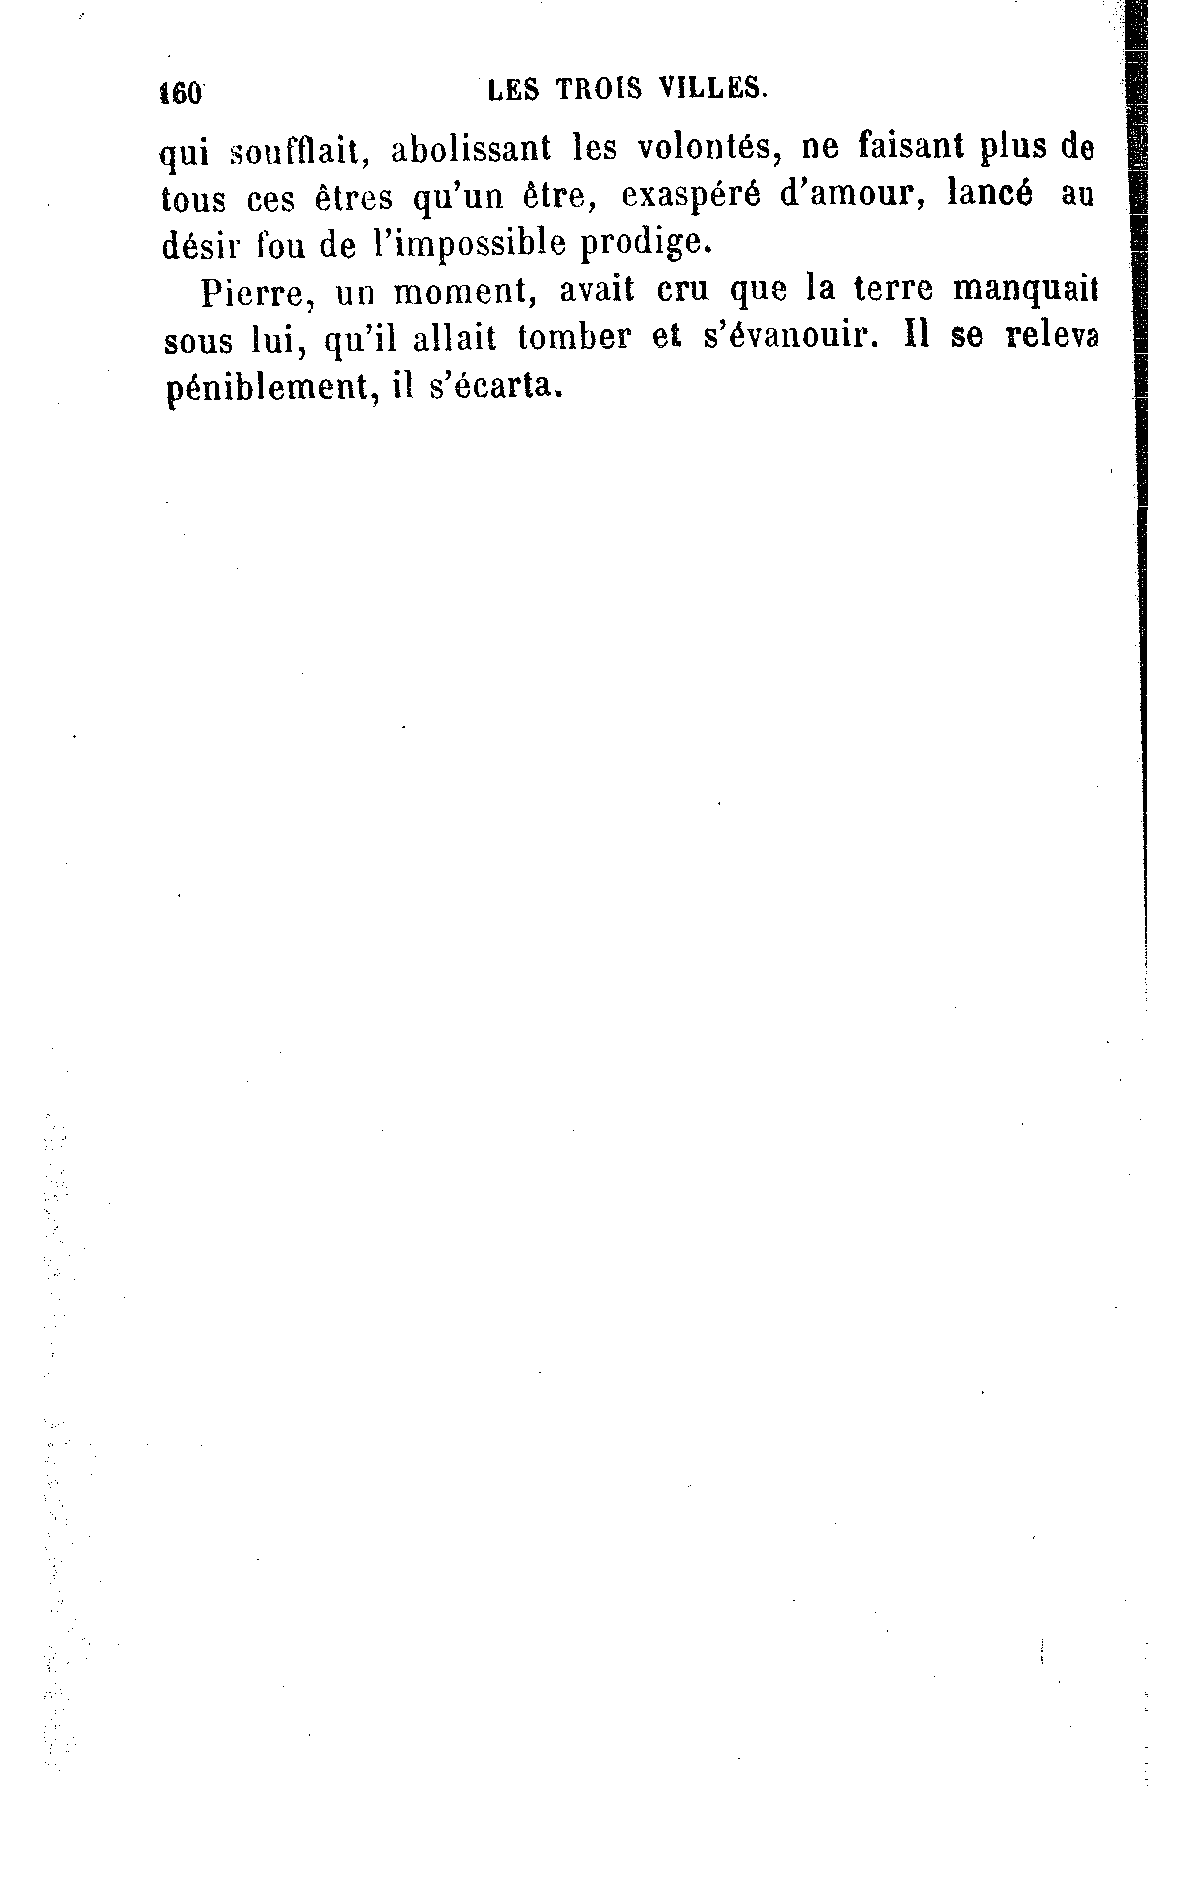 160 LES TROIS VILLES.
qui soufflait, abolissant les volontés, ne faisant plus de
tous ces êtres qu'un être, exaspéré d'amour, lancé au
désir fou de l'impossible prodige.
Pierre, un moment, avait cru que la terre manquait
sous lui, qu'il allait tomber et s'évanouir. Il se releva
péniblement, il s'écarta.